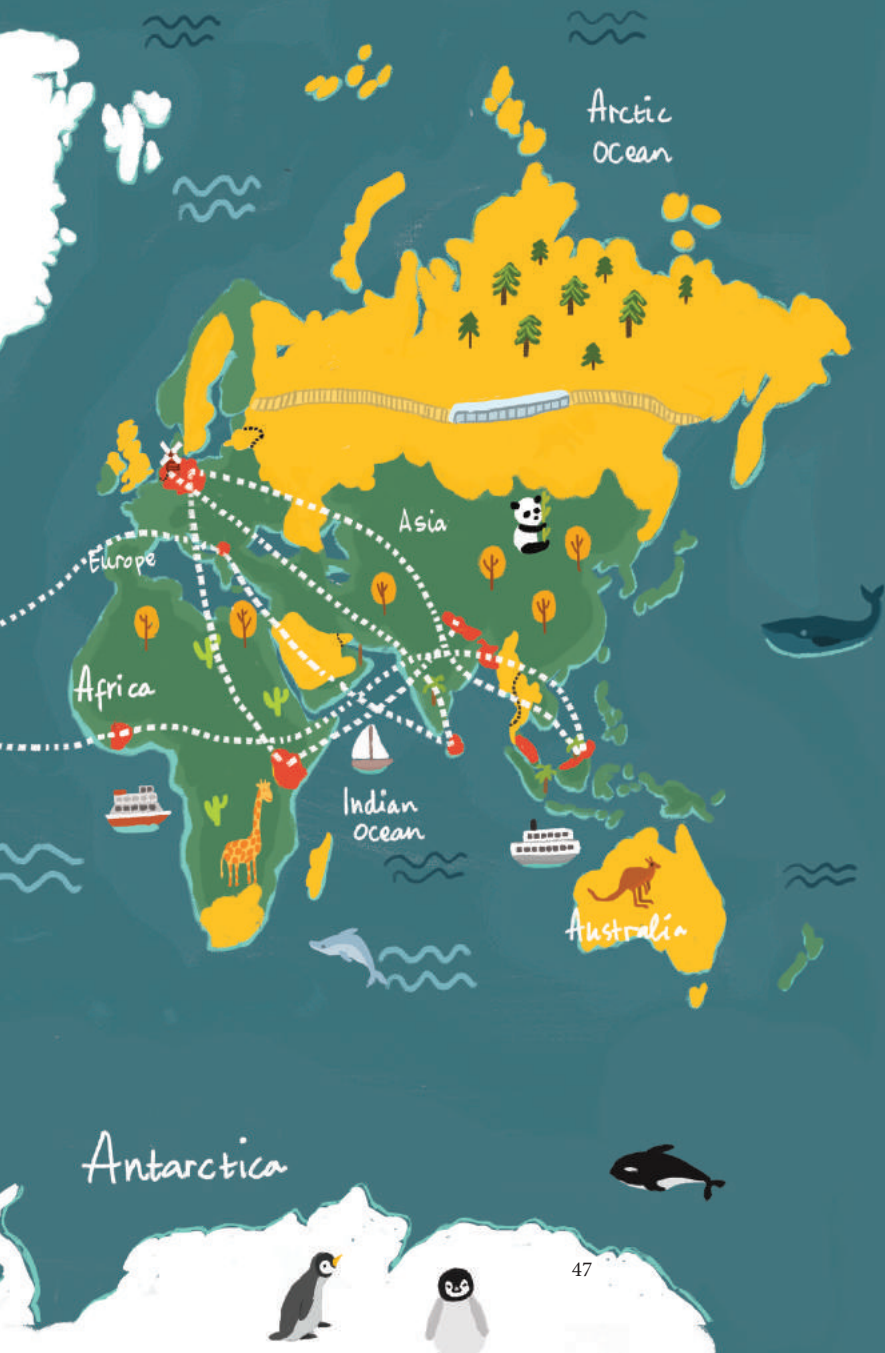 Arctic
Ocean
Asia
Europe
Africa
Indian
Ocean
Australia
Antarctica
47